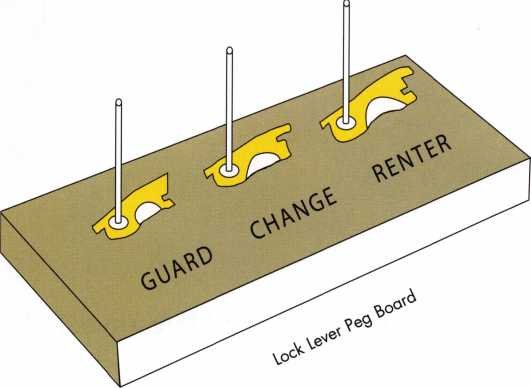 GUARD
CHANGE
RENTER
Lock Lever Peg Board